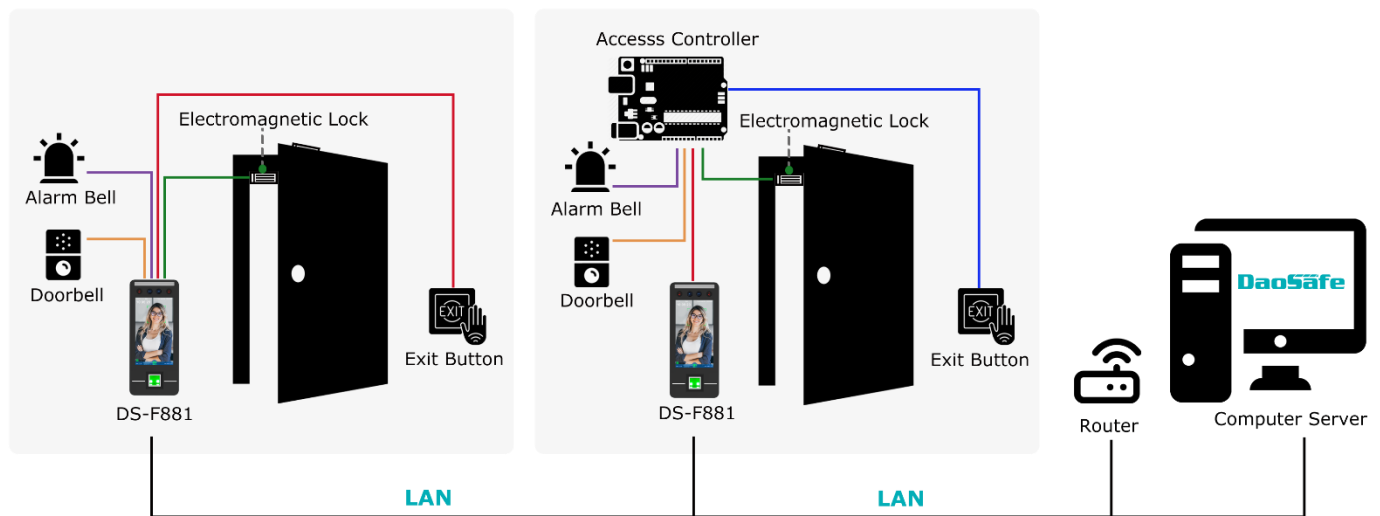 Electromagnetic Lock
Alarm Bell
Doorbell
DS-F881
EXIT
Exit Button
Accesss Controller
Electromagnetic Lock
Alarm Bell
Doorbell
DS-F881
EXIT
Exit Button
Router
DaoSafe
Computer Server
LAN
LAN